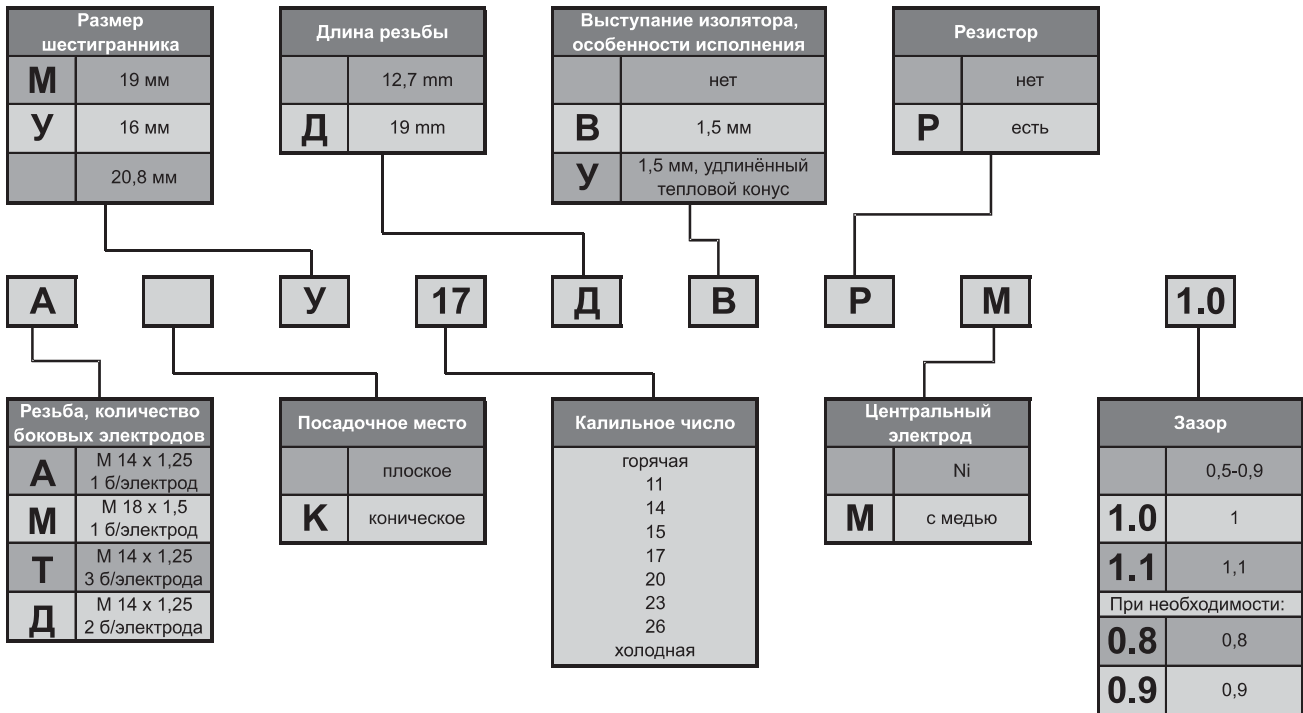 Размер
шестигранника
М
19 мм
У
16 мм
20,8 мм
Длина резьбы
12,7 mm
Д
19 mm
Выступание изолятора,
особенности исполнения
нет
В
1,5 мм
У
1,5 мм, удлинённый
тепловой конус
Резистор
нет
Р
есть
А
У
17
Д
В
Р
М
1.0
Резьба, количество
боковых электродов
А
М 14 х 1,25
1 б/электрод
М
М 18 х 1,5
1 б/электрод
Т
М 14 х 1,25
3 б/электрода
Д
М 14 х 1,25
2 б/электрода
Посадочное место
плоское
К
коническое
Калильное число
горячая
11
14
15
17
20
23
26
холодная
Центральный
электрод
Ni
М
с медью
Зазор
0,5-0,9
1.0
1
1.1
1,1
При необходимости:
0.8
0,8
0.9
0,9